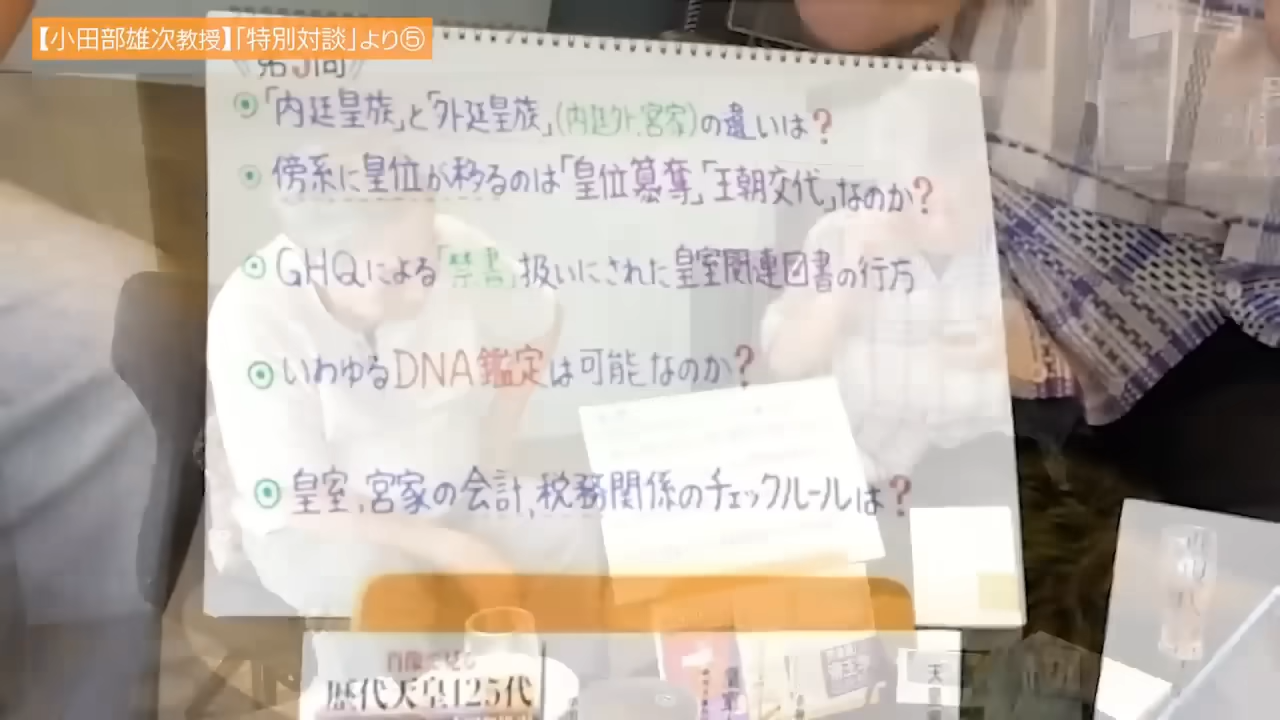 【小田部雄次教授】「特別対談」より⑤
《第5問》
◉「内廷皇族」と「外廷皇族」(内廷外、宮家)の違いは?
◉傍系に皇位が移るのは「皇位簒奪」、「王朝交代」なのか?
◉GHQによる「禁書」扱いにされた皇室関連図書の行方
◉いわゆるDNA鑑定は可能なのか?
◉皇室、宮家の会計、税務関係のチェックルールは?
歴代天皇125代